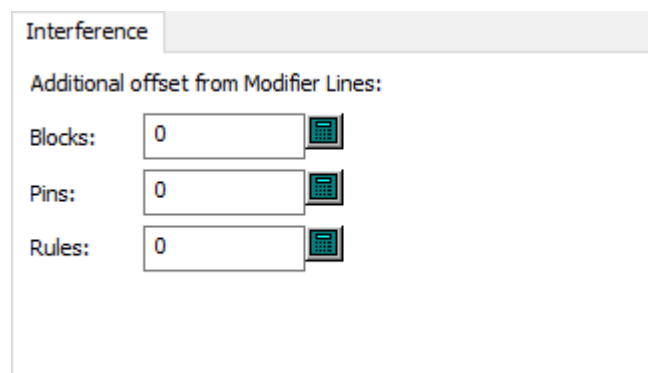 Interference
Additional offset from Modifier Lines:
Blocks: 0
Pins: 0
Rules: 0